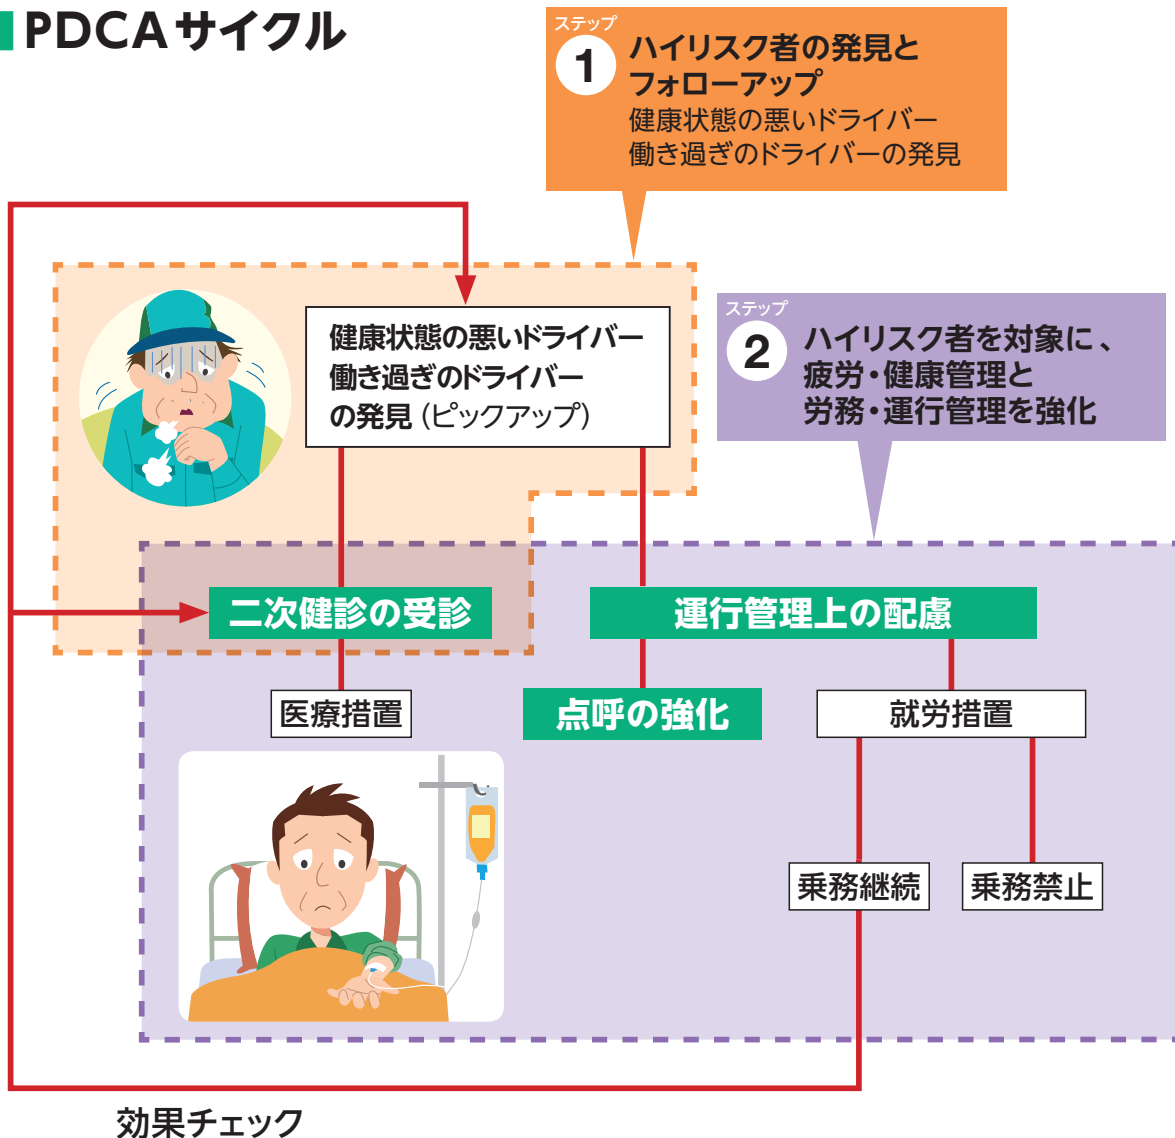 PDCAサイクル
ステップ
1
ハイリスク者の発見と
フォローアップ
健康状態の悪いドライバー
働き過ぎのドライバーの発見
健康状態の悪いドライバー
働き過ぎのドライバー
の発見（ピックアップ）
ステップ
2
ハイリスク者を対象に、
疲労・健康管理と
労務・運行管理を強化
二次健診の受診
運行管理上の配慮
医療措置
点呼の強化
就労措置
乗務継続
乗務禁止
効果チェック